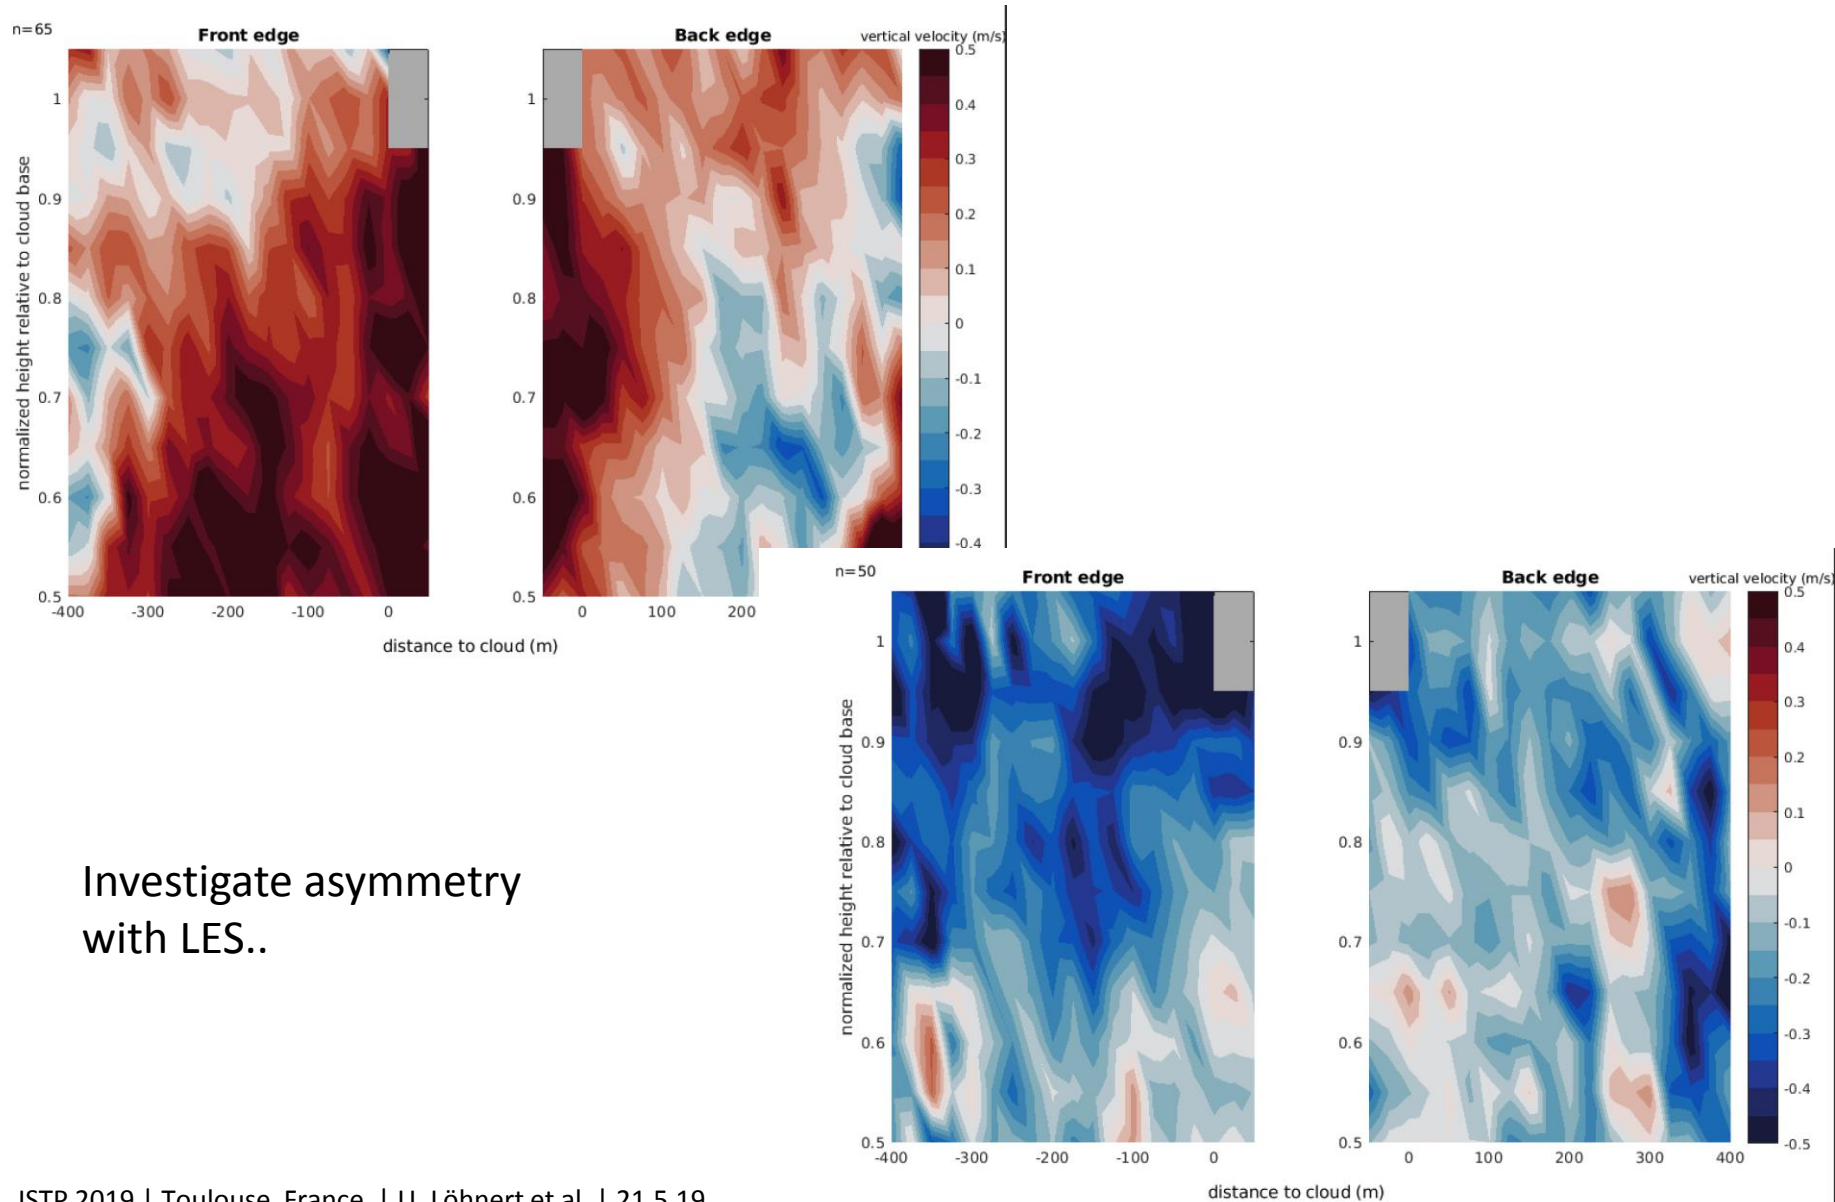 n=65
Front edge
Back edge
vertical velocity (m/s)
normalized height relative to cloud base
1
0.9
0.8
0.7
0.6
0.5
-400 -300 -200 -100 0
1
0.9
0.8
0.7
0.6
0.5
0 100 200
0.5
0.4
0.3
0.2
0.1
0
-0.1
-0.2
-0.3
-0.4
distance to cloud (m)
n=50
Front edge
Back edge
vertical velocity (m/s)
normalized height relative to cloud base
1
0.9
0.8
0.7
0.6
0.5
-400 -300 -200 -100 0
1
0.9
0.8
0.7
0.6
0.5
0 100 200 300 400
0.5
0.4
0.3
0.2
0.1
0
-0.1
-0.2
-0.3
-0.4
-0.5
distance to cloud (m)
Investigate asymmetry
with LES..
ISTP 2019 | Toulouse, France | U. Löhnert et al. | 21.5.19